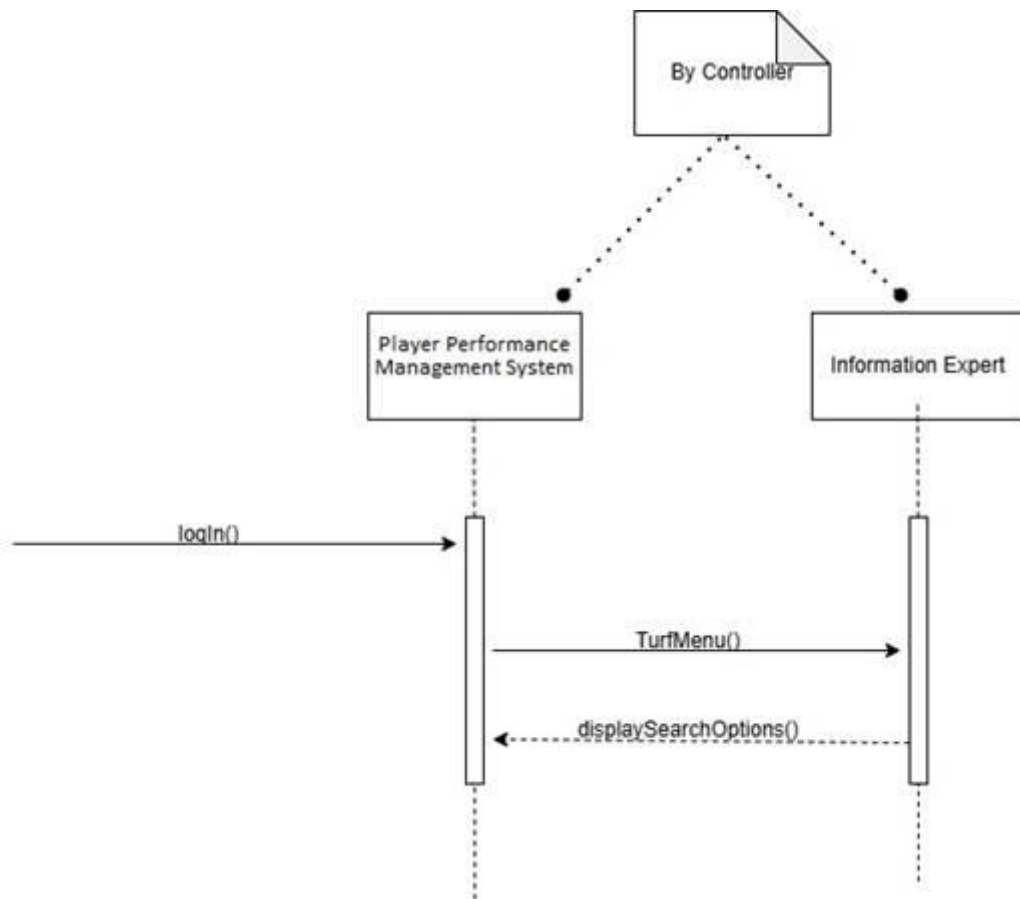 By Controller
Player Performance
Management System
Information Expert
logIn()
TurfMenu()
displaySearchOptions()